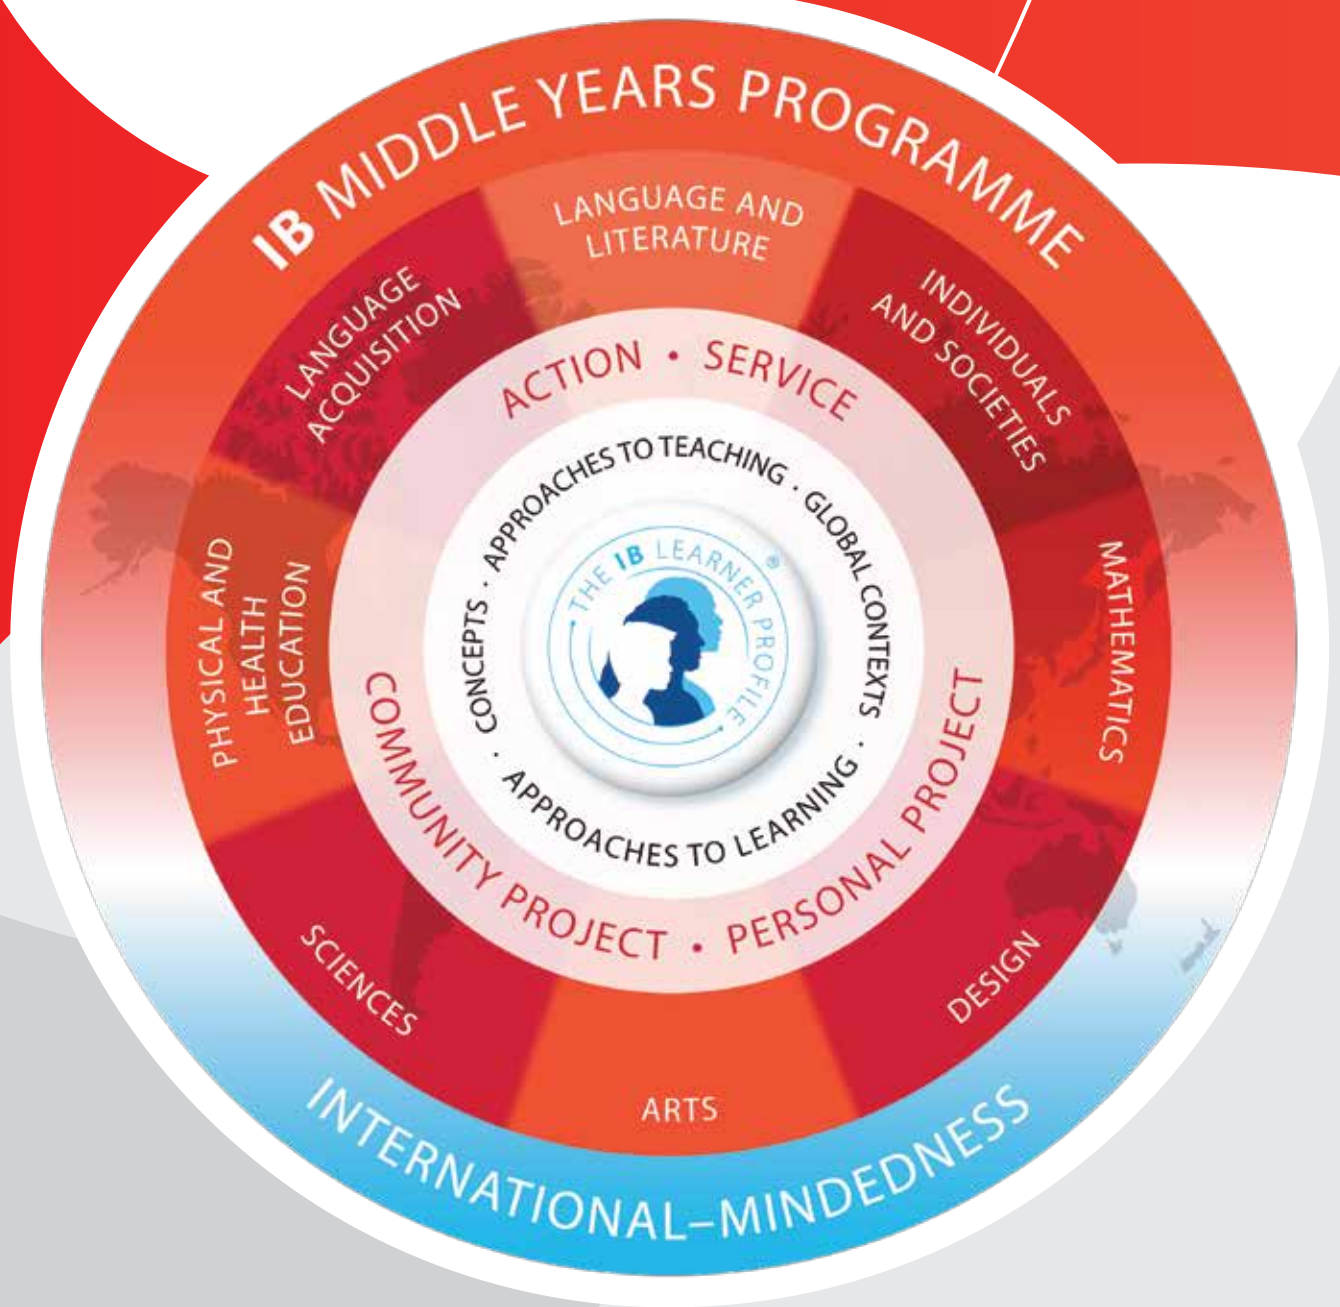 IB MIDDLE YEARS PROGRAMME
LANGUAGE AND
LITERATURE
INDIVIDUALS
AND SOCIETIES
MATHEMATICS
DESIGN
ARTS
SCIENCES
PHYSICAL AND
HEALTH
EDUCATION
LANGUAGE
ACQUISITION
ACTION • SERVICE
COMMUNITY PROJECT • PERSONAL PROJECT
APPROACHES TO TEACHING · GLOBAL CONTEXTS ·
APPROACHES TO LEARNING
· CONCEPTS ·
• THE IB LEARNER PROFILE •
®
INTERNATIONAL–MINDEDNESS